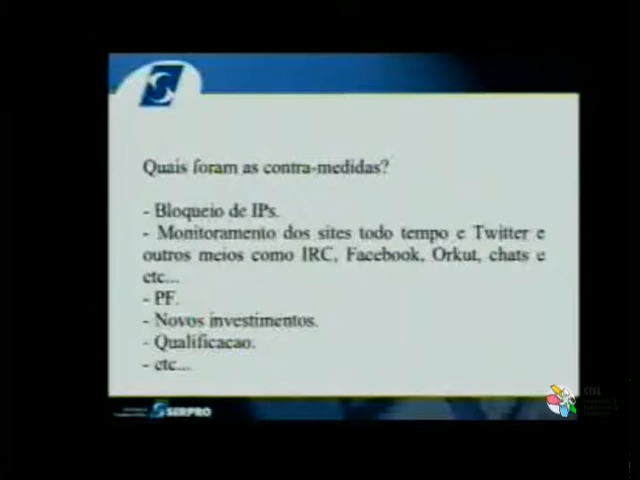 Quais foram as contra-medidas?
- Bloqueio de IPs.
- Monitoramento dos sites todo tempo e Twitter e
outros meios como IRC, Facebook, Orkut, chats e
etc...
- PF.
- Novos investimentos.
- Qualificacao.
- etc...
SERPRO
CISL